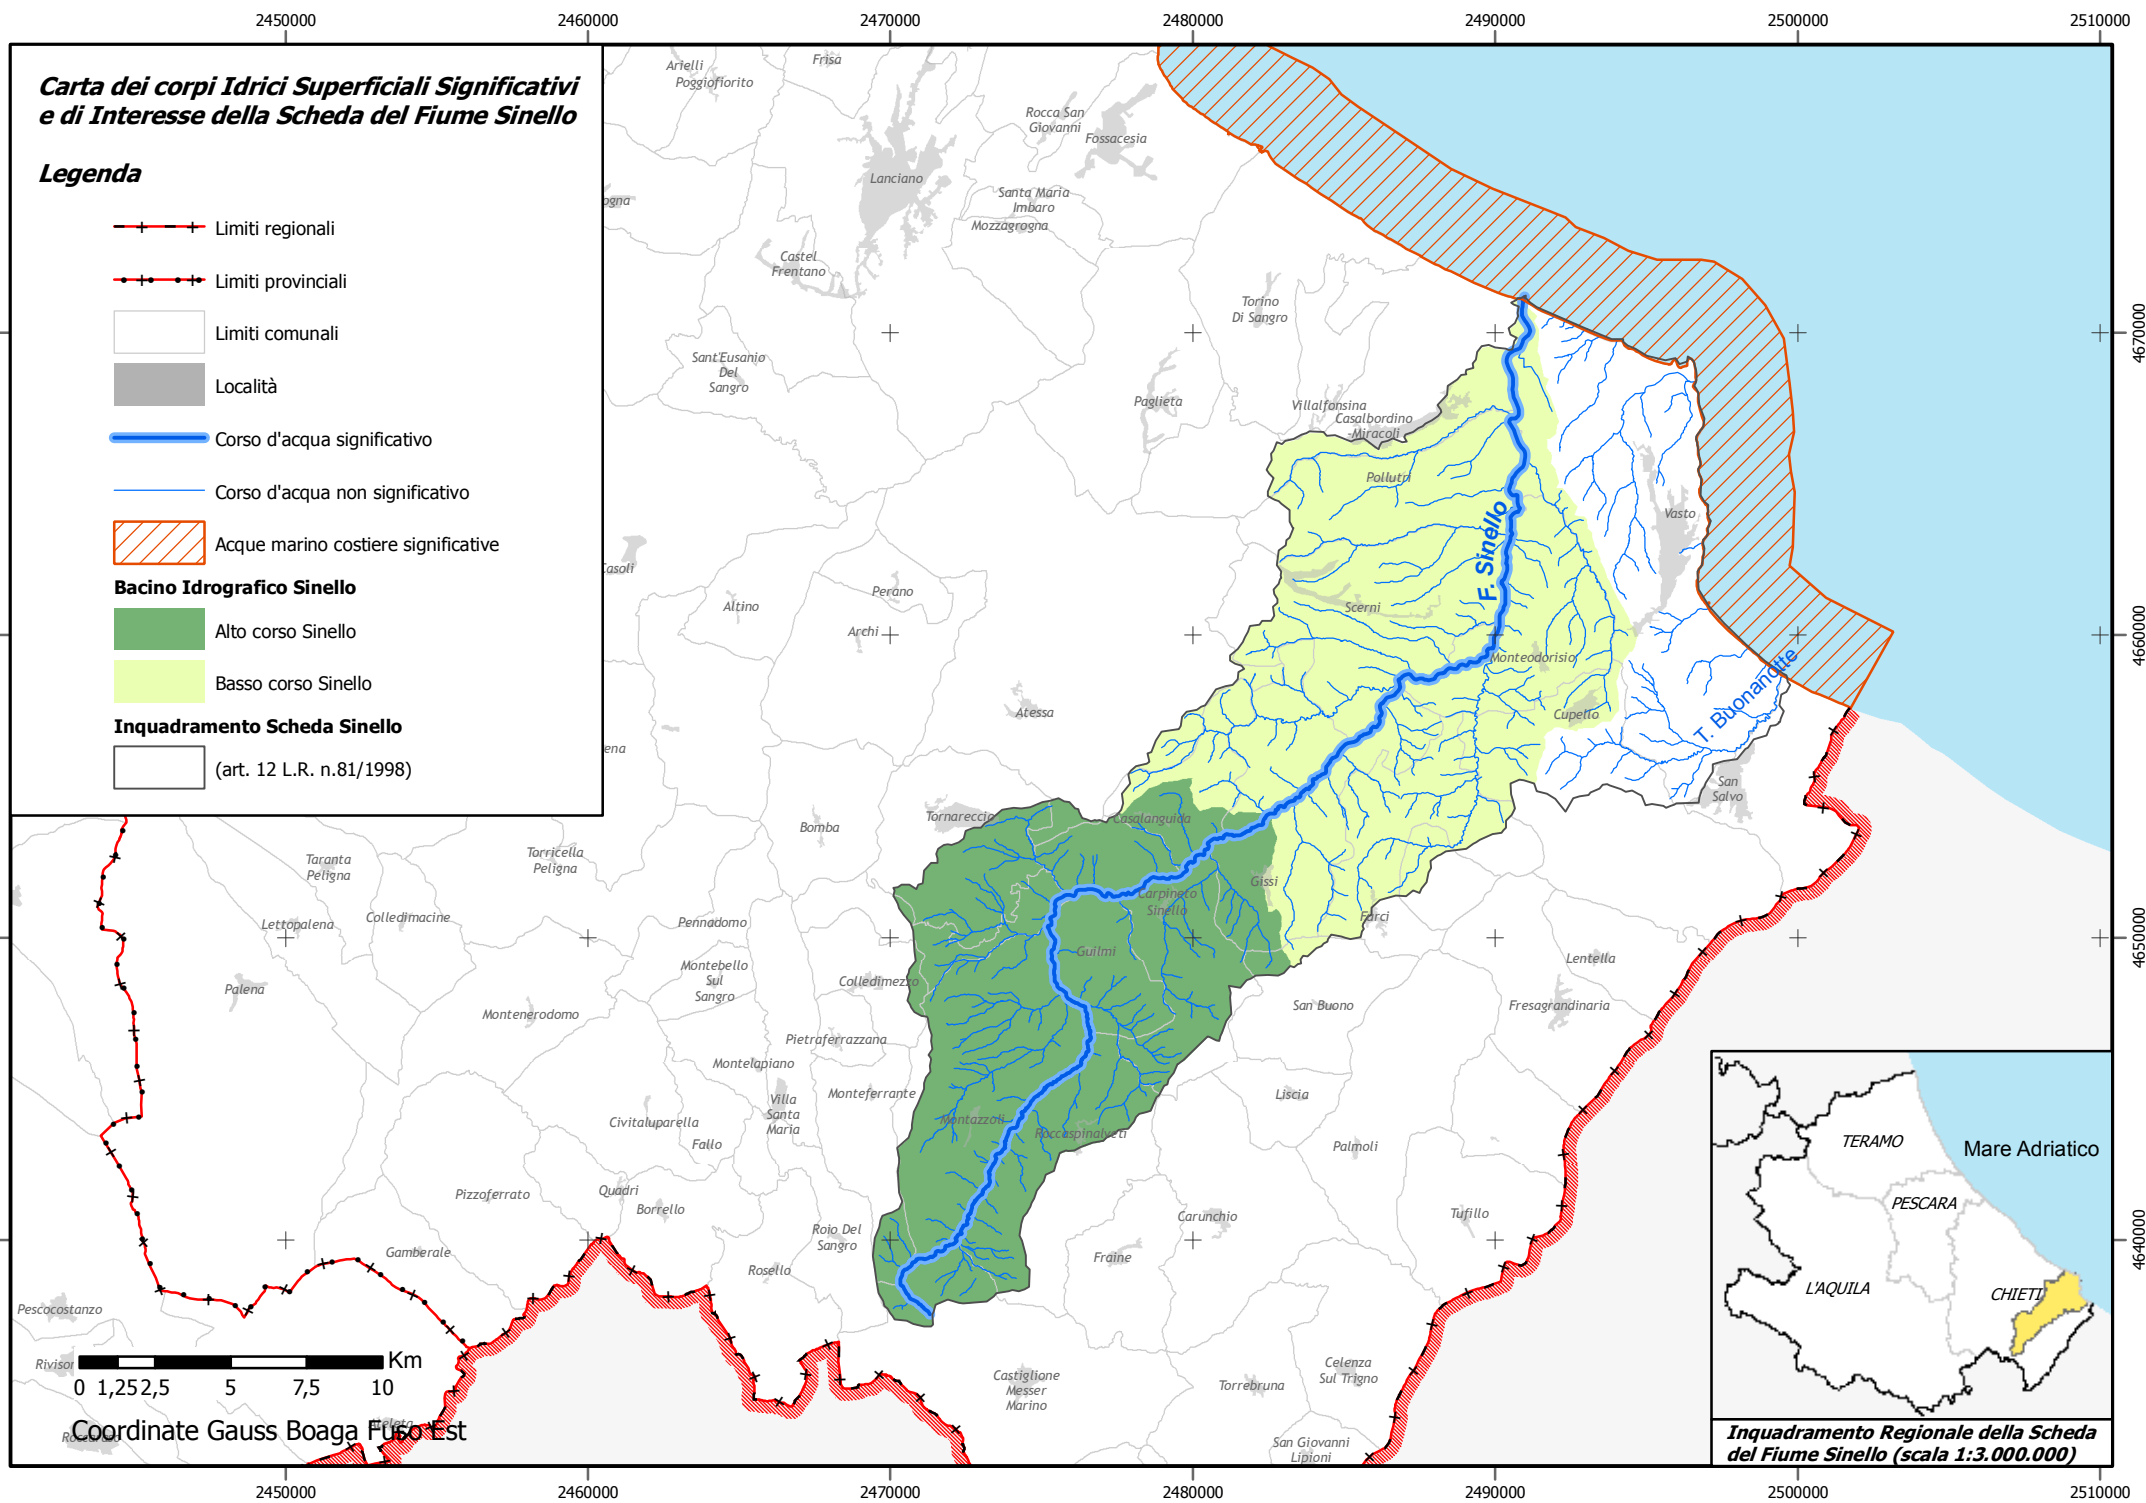 2450000
2460000
2470000
2480000
2490000
2500000
2510000
Carta dei corpi Idrici Superficiali Significativi
e di Interesse della Scheda del Fiume Sinello
Legenda
Limiti regionali
Limiti provinciali
Limiti comunali
Località
Corso d'acqua significativo
Corso d'acqua non significativo
Acque marino costiere significative
Bacino Idrografico Sinello
Alto corso Sinello
Basso corso Sinello
Inquadramento Scheda Sinello
(art. 12 L.R. n.81/1998)
Arielli
Poggiofiorito
Frisa
Rocca San
Giovanni
Fossacesia
Lanciano
Santa Maria
Imbaro
Mozzagrogna
ogna
Castel
Frentano
Torino
Di Sangro
Sant'Eusanio
Del
Sangro
Paglieta
Villalfonsina
Casalbordino
-Miracoli
Pollutri
Vasto
F. Sinello
Casoli
Altino
Perano
Archi
Scerni
Monteodorisio
Cupello
T. Buonanotte
Atessa
ena
San
Salvo
Bomba
Tornareccio
Casalanguida
Taranta
Peligna
Torricella
Peligna
Gissi
Carpineto
Sinello
Lettopalena
Colledimacine
Pennadomo
Furci
Guilmi
Lentella
Montebello
Sul
Sangro
Colledimezzo
Palena
Montenerodomo
San Buono
Fresagrandinaria
Pietraferrazzana
Montelapiano
Monteferrante
Liscia
Villa
Santa
Maria
Civitaluparella
Fallo
Montazzoli
Roccaspinalveti
Palmoli
Pizzoferrato
Quadri
Borrello
Roio Del
Sangro
Carunchio
Tufillo
Fraine
Gamberale
Rosello
Pescocostanzo
Castiglione
Messer
Marino
Torrebruna
Celenza
Sul Trigno
San Giovanni
Lipioni
Ateleta
4670000
4660000
4650000
4640000
Km
0 1,25 2,5 5 7,5 10
Coordinate Gauss Boaga Fuso Est
TERAMO
Mare Adriatico
PESCARA
L'AQUILA
CHIETI
Inquadramento Regionale della Scheda
del Fiume Sinello (scala 1:3.000.000)
2450000
2460000
2470000
2480000
2490000
2500000
2510000